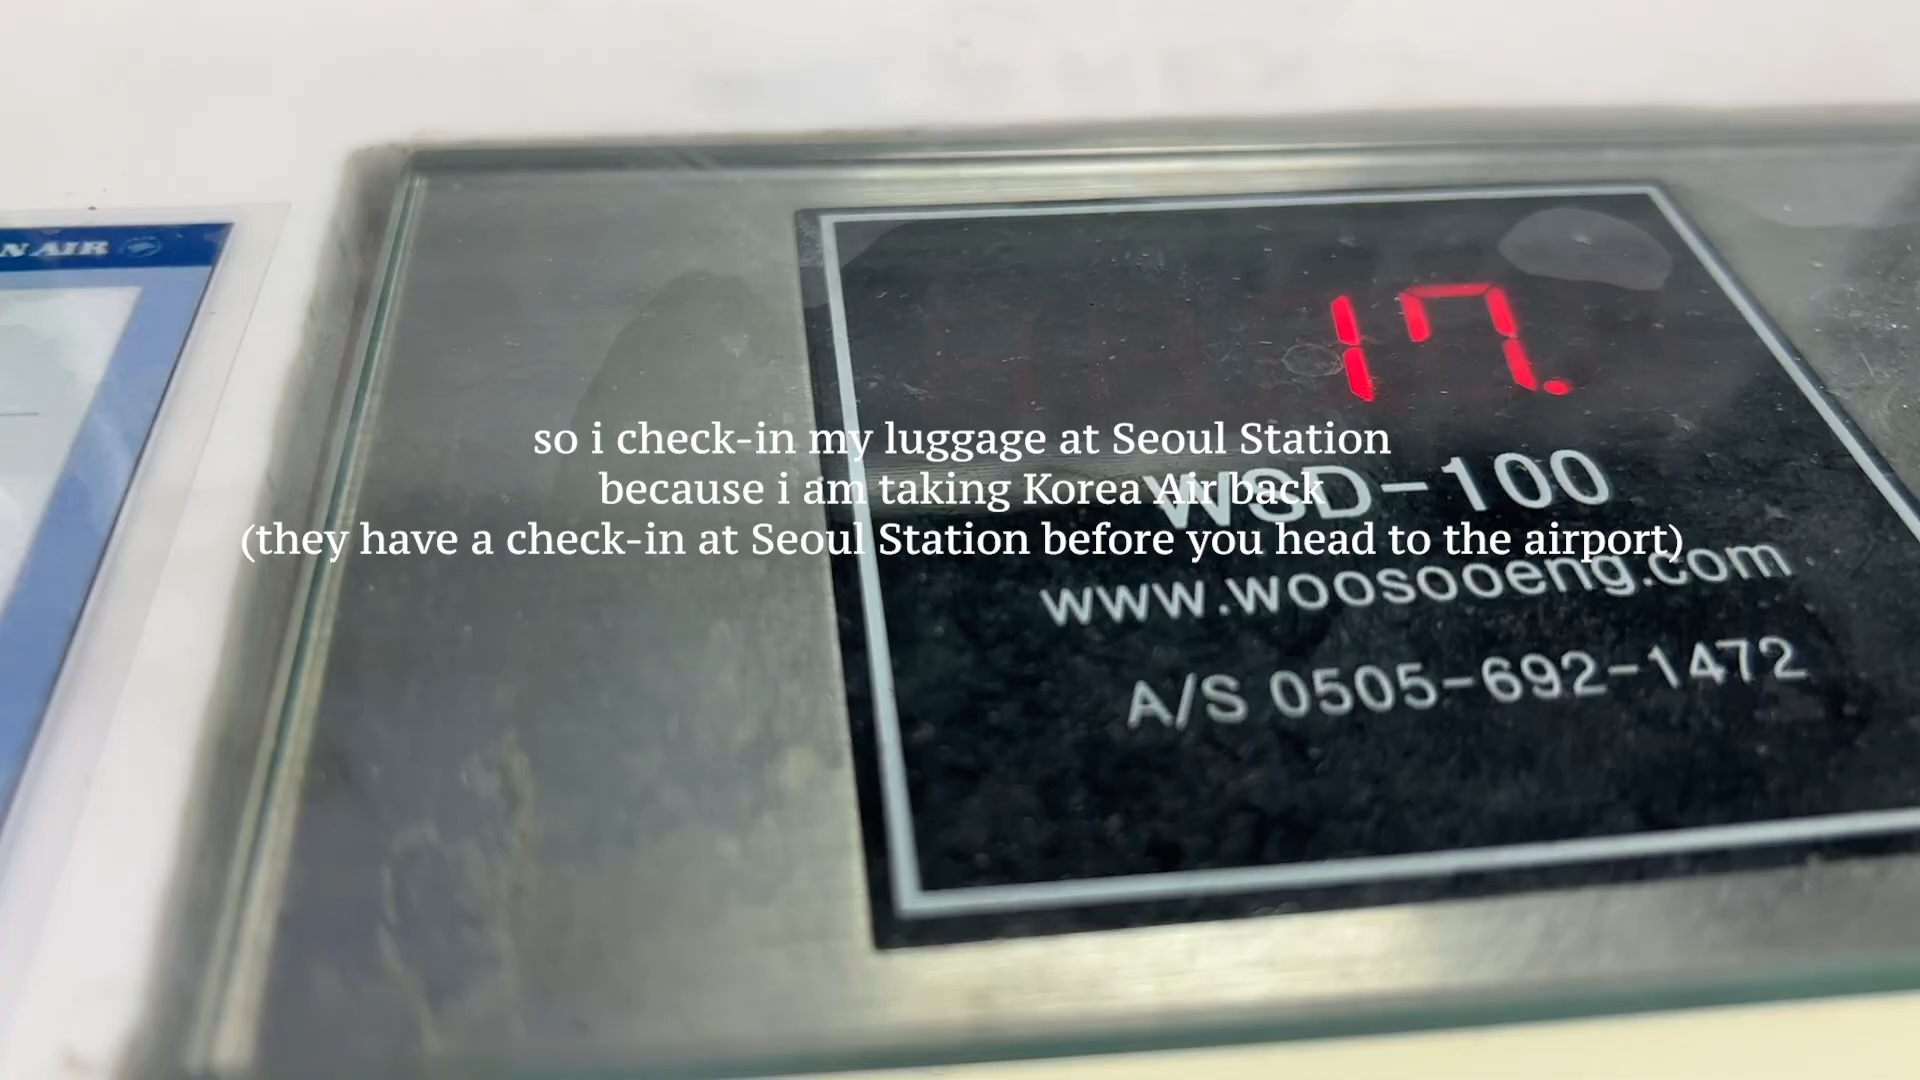 N AIR
17.
so i check-in my luggage at Seoul Station
because i am taking Korea Air back
(they have a check-in at Seoul Station before you head to the airport)
WSD-100
www.woosooeng.com
A/S 0505-692-1472